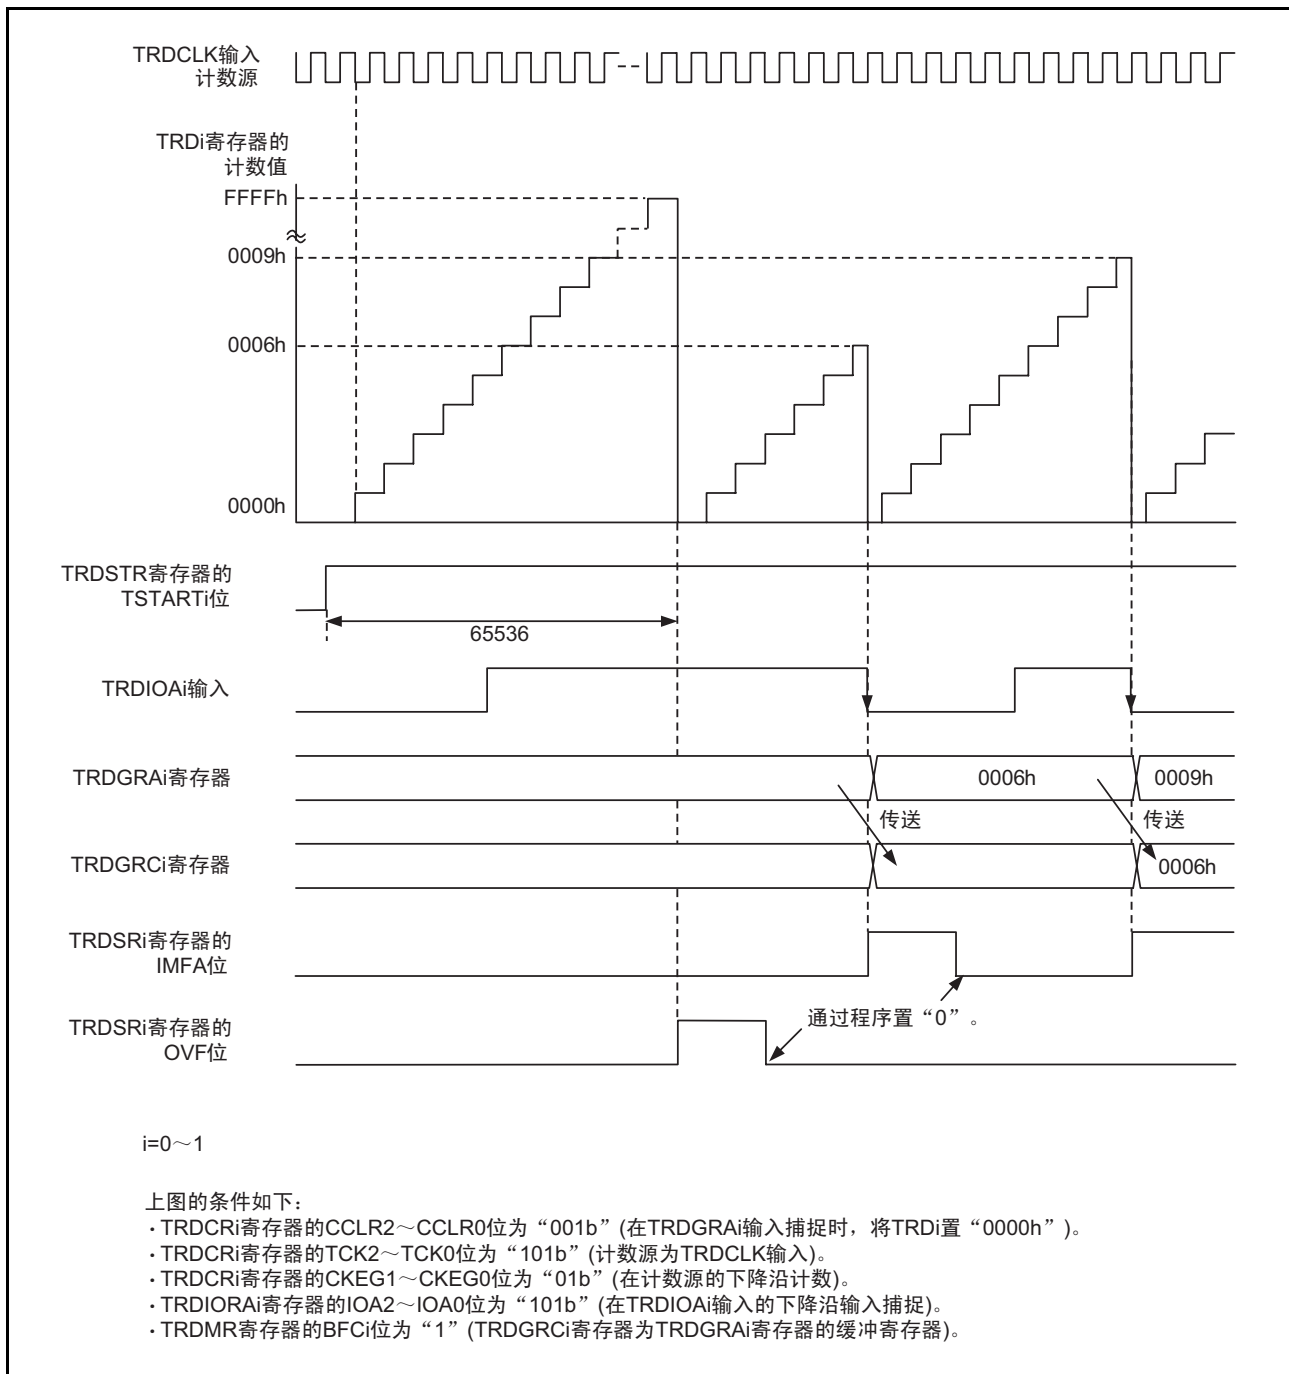 TRDCLK输入
计数源
TRDi寄存器的
计数值
FFFFh
0009h
0006h
0000h
TRDSTR寄存器的
TSTARTi位
65536
TRDIOAi输入
TRDGRAi寄存器
0006h
0009h
传送
传送
TRDGRCi寄存器
0006h
TRDSRi寄存器的
IMFA位
通过程序置“0”。
TRDSRi寄存器的
OVF位
i=0～1
上图的条件如下：
·TRDCRi寄存器的CCLR2～CCLR0位为“001b”(在TRDGRAi输入捕捉时，将TRDi置“0000h”)。
·TRDCRi寄存器的TCK2～TCK0位为“101b”(计数源为TRDCLK输入)。
·TRDCRi寄存器的CKEG1～CKEG0位为“01b”(在计数源的下降沿计数)。
·TRDIORAi寄存器的IOA2～IOA0位为“101b”(在TRDIOAi输入的下降沿输入捕捉)。
·TRDMR寄存器的BFCi位为“1”(TRDGRCi寄存器为TRDGRAi寄存器的缓冲寄存器)。